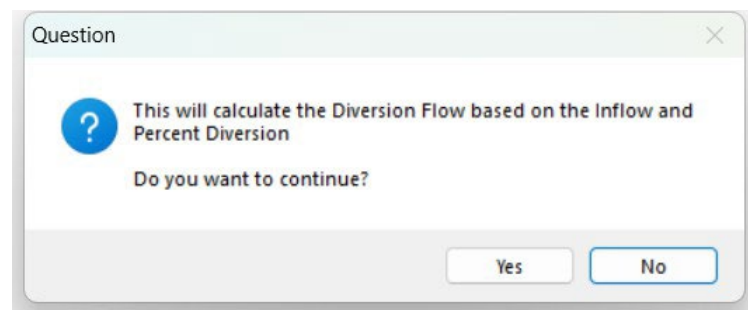 Question
This will calculate the Diversion Flow based on the Inflow and
Percent Diversion
Do you want to continue?
Yes
No